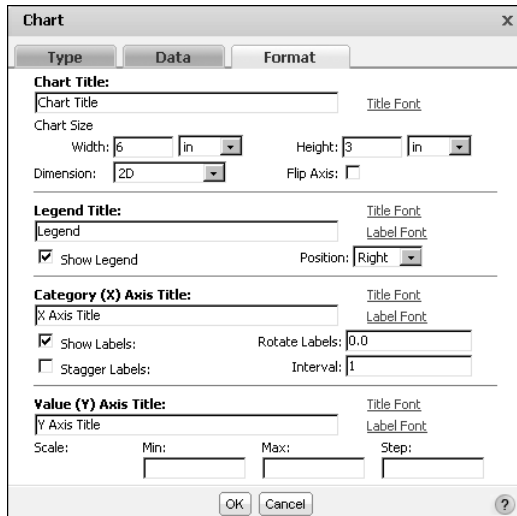 Chart x
Type Data Format
Chart Title:
Chart Title Title Font
Chart Size
Width: 6 in Height: 3 in
Dimension: 2D Flip Axis:
Legend Title: Title Font
Legend Label Font
Show Legend Position: Right
Category (X) Axis Title: Title Font
X Axis Title Label Font
Show Labels: Rotate Labels: 0.0
Stagger Labels: Interval: 1
Value (Y) Axis Title: Title Font
Y Axis Title Label Font
Scale: Min: Max: Step:
OK Cancel ?